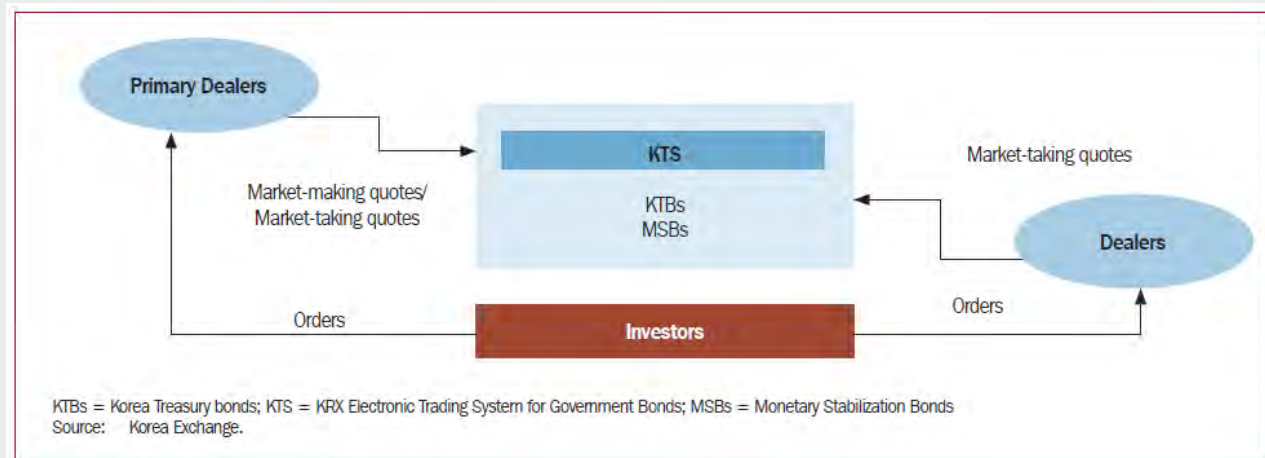 Primary Dealers
KTS
Market-taking quotes
Market-making quotes/
Market-taking quotes
KTBs
MSBs
Dealers
Orders
Investors
Orders
KTBs = Korea Treasury bonds; KTS = KRX Electronic Trading System for Government Bonds; MSBs = Monetary Stabilization Bonds
Source: Korea Exchange.